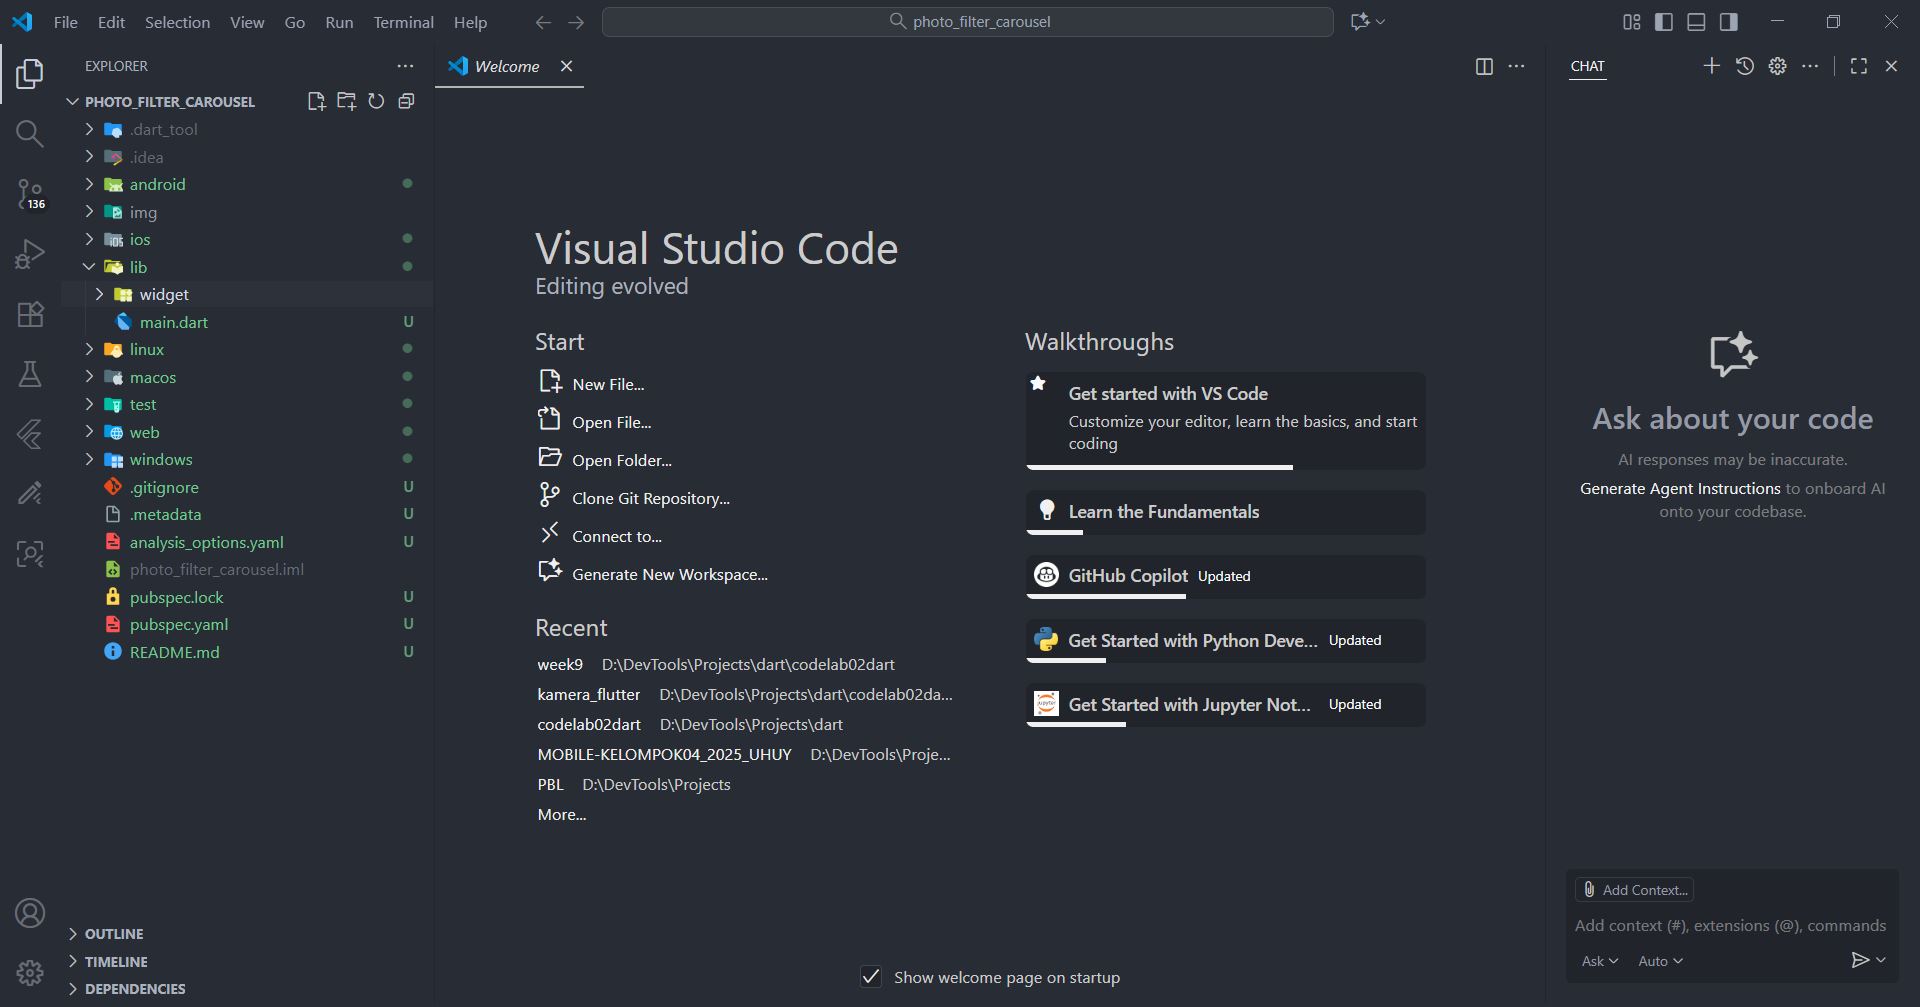 File Edit Selection View Go Run Terminal Help
photo_filter_carousel
EXPLORER
PHOTO_FILTER_CAROUSEL
.dart_tool
.idea
android
img
ios
lib
widget
main.dart U
linux
macos
test
web
windows
.gitignore U
.metadata U
analysis_options.yaml U
photo_filter_carousel.iml
pubspec.lock U
pubspec.yaml U
README.md U
OUTLINE
TIMELINE
DEPENDENCIES
136
Welcome
Visual Studio Code
Editing evolved
Start
New File...
Open File...
Open Folder...
Clone Git Repository...
Connect to...
Generate New Workspace...
Recent
week9 D:\DevTools\Projects\dart\codelab02dart
kamera_flutter D:\DevTools\Projects\dart\codelab02da...
codelab02dart D:\DevTools\Projects\dart
MOBILE-KELOMPOK04_2025_UHUY D:\DevTools\Proje...
PBL D:\DevTools\Projects
More...
Walkthroughs
Get started with VS Code
Customize your editor, learn the basics, and start
coding
Learn the Fundamentals
GitHub Copilot Updated
Get Started with Python Deve... Updated
Get Started with Jupyter Not... Updated
Show welcome page on startup
CHAT
Ask about your code
AI responses may be inaccurate.
Generate Agent Instructions to onboard AI
onto your codebase.
Add Context...
Add context (#), extensions (@), commands
Ask Auto